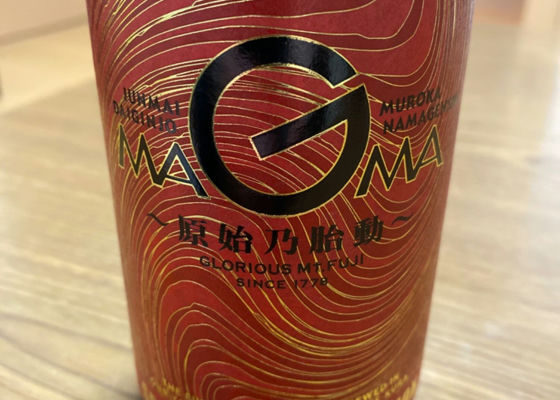 JUNMAI
DAIGINJO
MUROKA
NAMAGENSHU
MAGMA
~原始乃胎動~
GLORIOUS Mt.FUJI
SINCE 1778